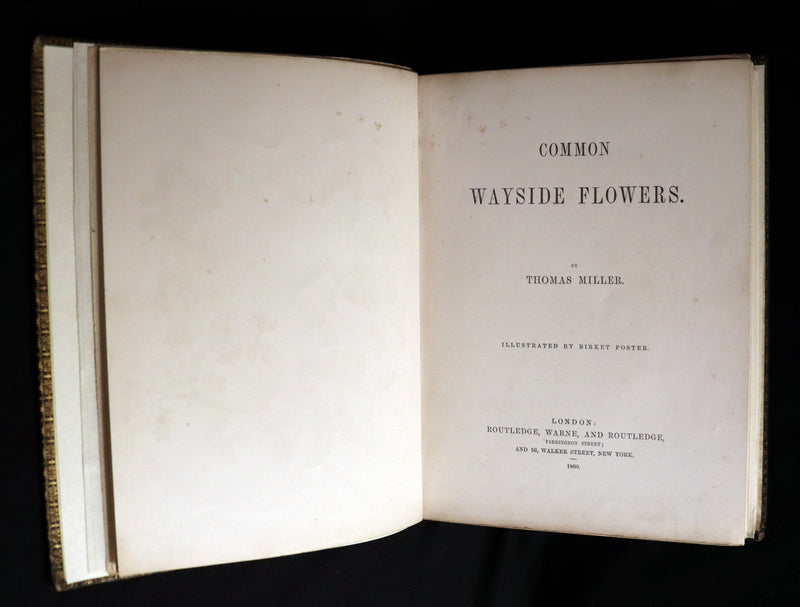 COMMON
WAYSIDE FLOWERS.
BY
THOMAS MILLER.
ILLUSTRATED BY BIRKET FOSTER.
LONDON:
ROUTLEDGE, WARNE, AND ROUTLEDGE,
FARRINGDON STREET;
AND 56, WALKER STREET, NEW YORK.
1860.